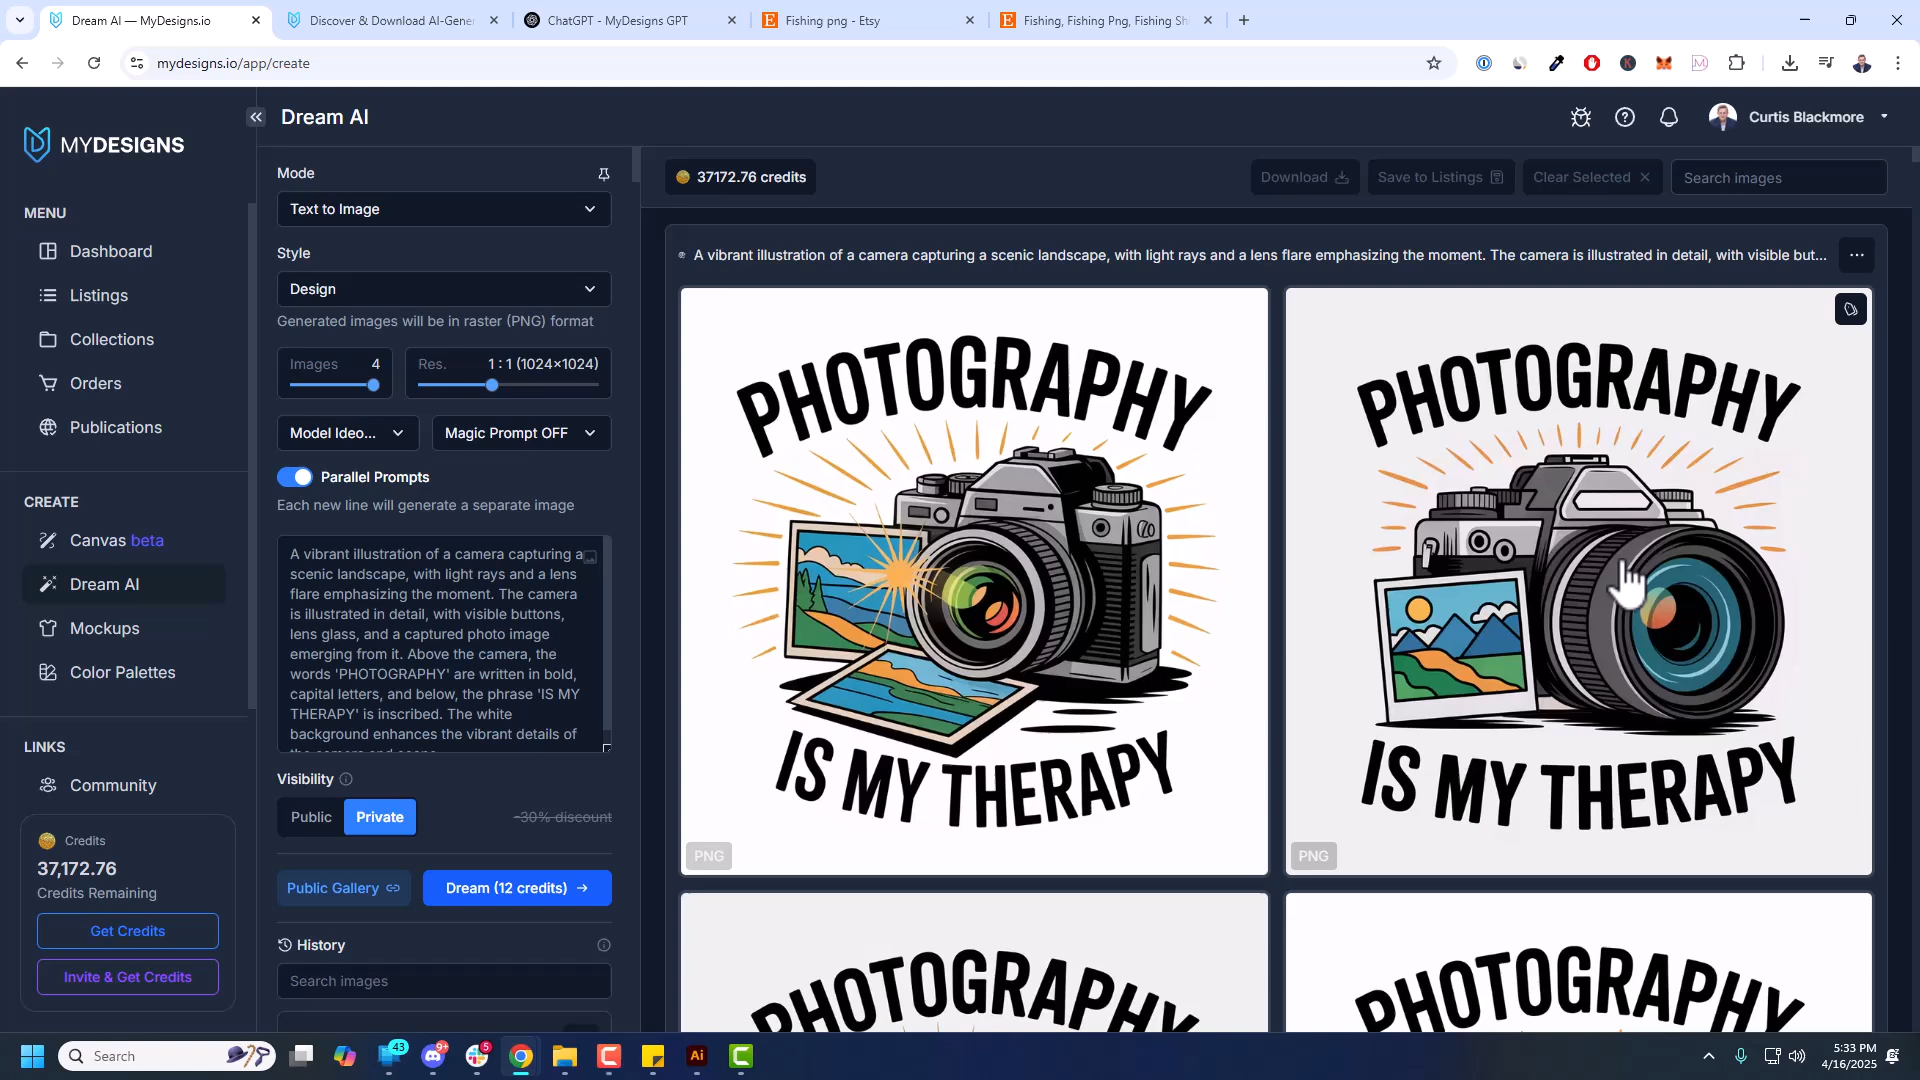 Dream AI — MyDesigns.io
Discover & Download AI-Gener
ChatGPT - MyDesigns GPT
Fishing png - Etsy
Fishing, Fishing Png, Fishing Sh
mydesigns.io/app/create
MYDESIGNS
Dream AI
Curtis Blackmore
MENU
Dashboard
Listings
Collections
Orders
Publications
CREATE
Canvas beta
Dream AI
Mockups
Color Palettes
LINKS
Community
Credits
37,172.76
Credits Remaining
Get Credits
Invite & Get Credits
Mode
Text to Image
Style
Design
Generated images will be in raster (PNG) format
Images 4
Res. 1 : 1 (1024×1024)
Model Ideo...
Magic Prompt OFF
Parallel Prompts
Each new line will generate a separate image
A vibrant illustration of a camera capturing a
scenic landscape, with light rays and a lens
flare emphasizing the moment. The camera
is illustrated in detail, with visible buttons,
lens glass, and a captured photo image
emerging from it. Above the camera, the
words 'PHOTOGRAPHY' are written in bold,
capital letters, and below, the phrase 'IS MY
THERAPY' is inscribed. The white
background enhances the vibrant details of
Visibility
Public
Private
-30% discount
Public Gallery
Dream (12 credits)
History
Search images
37172.76 credits
Download
Save to Listings
Clear Selected
Search images
A vibrant illustration of a camera capturing a scenic landscape, with light rays and a lens flare emphasizing the moment. The camera is illustrated in detail, with visible but...
PHOTOGRAPHY
IS MY THERAPY
PNG
PHOTOGRAPHY
IS MY THERAPY
PNG
PHOTOGRAPHY
PHOTOGRAPHY
Search
43
9+
5
Ai
5:33 PM
4/16/2025